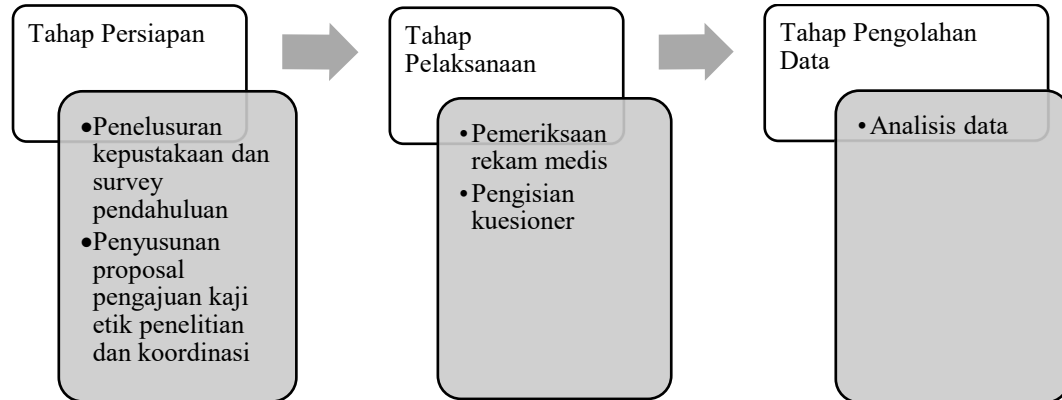 Tahap Persiapan
•Penelusuran
kepustakaan dan
survey
pendahuluan
•Penyusunan
proposal
pengajuan kaji
etik penelitian
dan koordinasi
Tahap
Pelaksanaan
•Pemeriksaan
rekam medis
•Pengisian
kuesioner
Tahap Pengolahan
Data
•Analisis data